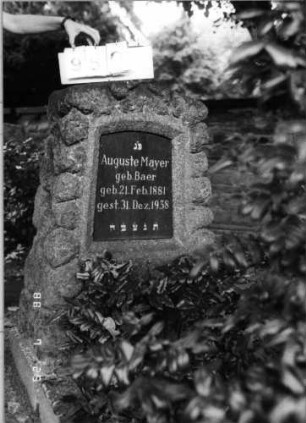 פנ
Auguste Mayer
geb. Baer
geb. 21. Feb. 1881
gest. 31. Dez. 1938
תנצבה